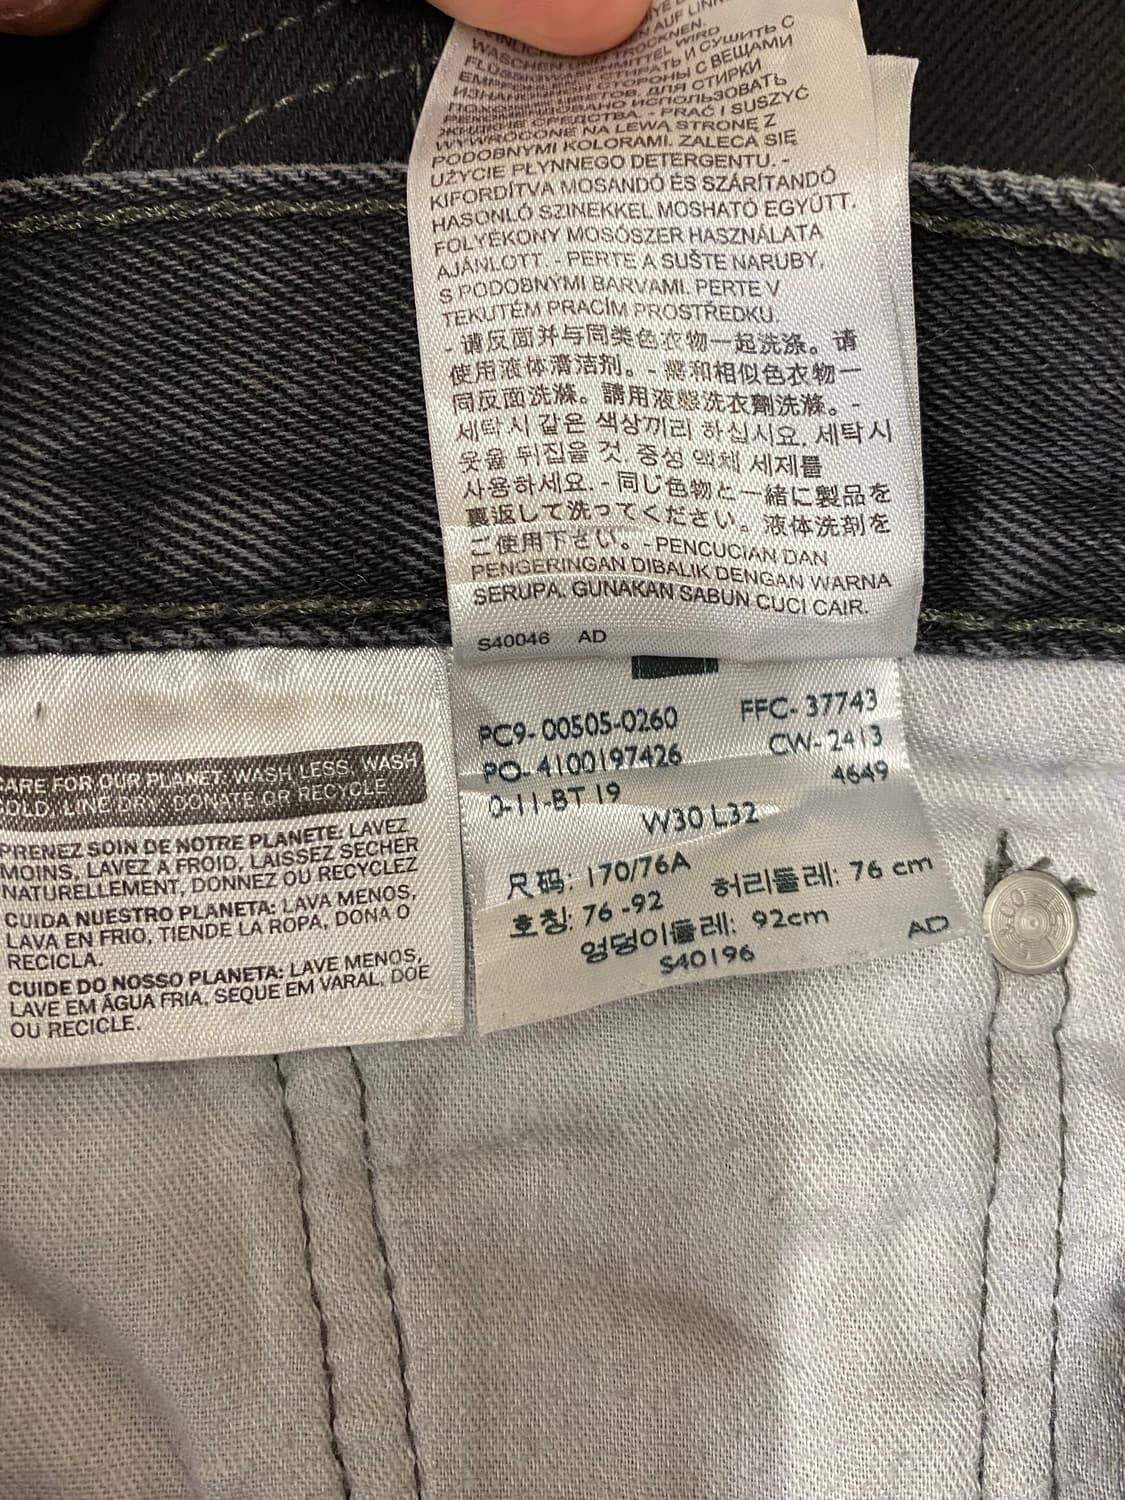 AUF LINKS
TROCKNEN.
WASCHEN
FLÜSSIGWASCHMITTEL WIRD
СТИРАТЬ И СУШИТЬ С
СТОРОНЫ С ВЕЩАМИ
ДЛЯ СТИРКИ
ИСПОЛЬЗОВАТЬ
СРЕДСТВА. - PRAĆ I SUSZYĆ
WYWRÓCONE NA LEWĄ STRONĘ Z
PODOBNYMI KOLORAMI. ZALECA SIĘ
UŻYCIE PŁYNNEGO DETERGENTU. -
KIFORDÍTVA MOSANDÓ ÉS SZÁRÍTANDÓ
HASONLÓ SZINEKKEL MOSHATÓ EGYÜTT.
FOLYÉKONY MOSÓSZER HASZNÁLATA
AJÁNLOTT. - PERTE A SUŠTE NARUBY,
S PODOBNÝMI BARVAMI. PERTE V
TEKUTÉM PRACÍM PROSTŘEDKU.
- 请反面并与同类色衣物一起洗涤。请
使用液体清洁剂。- 需和相似色衣物一
同反面洗滌。請用液態洗衣劑洗滌。-
세탁시 같은 색상끼리 하십시요. 세탁시
옷을 뒤집을 것 중성 액체 세제를
사용하세요. - 同じ色物と一緒に製品を
裏返して洗ってください。液体洗剤を
ご使用下さい。- PENCUCIAN DAN
PENGERINGAN DIBALIK DENGAN WARNA
SERUPA. GUNAKAN SABUN CUCI CAIR.
S40046 AD
PC9- 00505-0260 FFC- 37743
PO- 4100197426 CW- 2413
0-11-BT 19 4649
W30 L32
尺码: 170/76A
호칭: 76 -92 허리둘레: 76 cm
엉덩이둘레: 92cm
S40196 AD
CARE FOR OUR PLANET: WASH LESS, WASH
COLD, LINE DRY, DONATE OR RECYCLE
PRENEZ SOIN DE NOTRE PLANETE: LAVEZ
MOINS, LAVEZ A FROID, LAISSEZ SECHER
NATURELLEMENT, DONNEZ OU RECYCLEZ
CUIDA NUESTRO PLANETA: LAVA MENOS,
LAVA EN FRIO, TIENDE LA ROPA, DONA O
RECICLA.
CUIDE DO NOSSO PLANETA: LAVE MENOS,
LAVE EM ÁGUA FRIA, SEQUE EM VARAL, DOE
OU RECICLE.